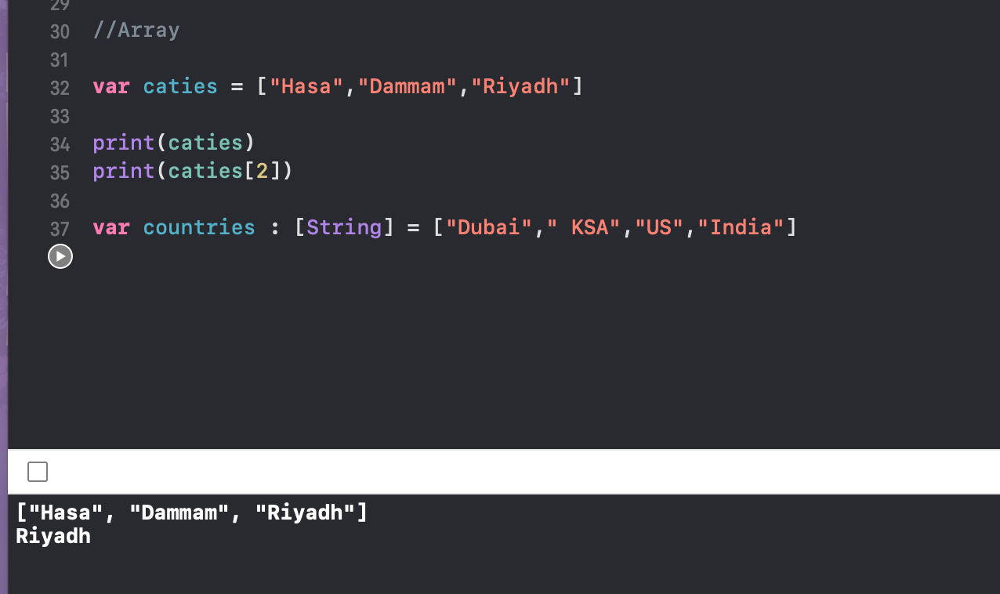 29
30 //Array
31
32 var caties = ["Hasa","Dammam","Riyadh"]
33
34 print(caties)
35 print(caties[2])
36
37 var countries : [String] = ["Dubai"," KSA","US","India"]
["Hasa", "Dammam", "Riyadh"]
Riyadh